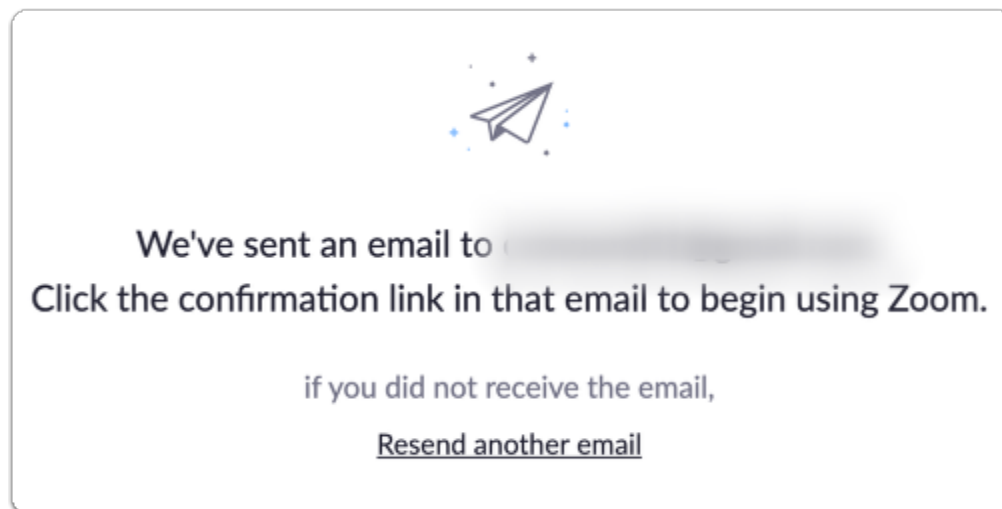 We've sent an email to
Click the confirmation link in that email to begin using Zoom.
if you did not receive the email,
Resend another email